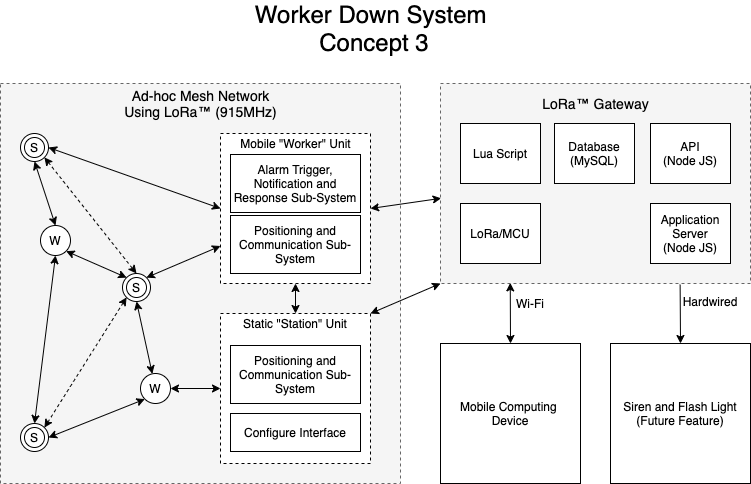 Worker Down System
Concept 3
Ad-hoc Mesh Network
Using LoRa™ (915MHz)
S
W
S
W
S
Mobile "Worker" Unit
Alarm Trigger,
Notification and
Response Sub-System
Positioning and
Communication Sub-
System
Static "Station" Unit
Positioning and
Communication Sub-
System
Configure Interface
LoRa™ Gateway
Lua Script
Database
(MySQL)
API
(Node JS)
LoRa/MCU
Application
Server
(Node JS)
Wi-Fi
Hardwired
Mobile Computing
Device
Siren and Flash Light
(Future Feature)